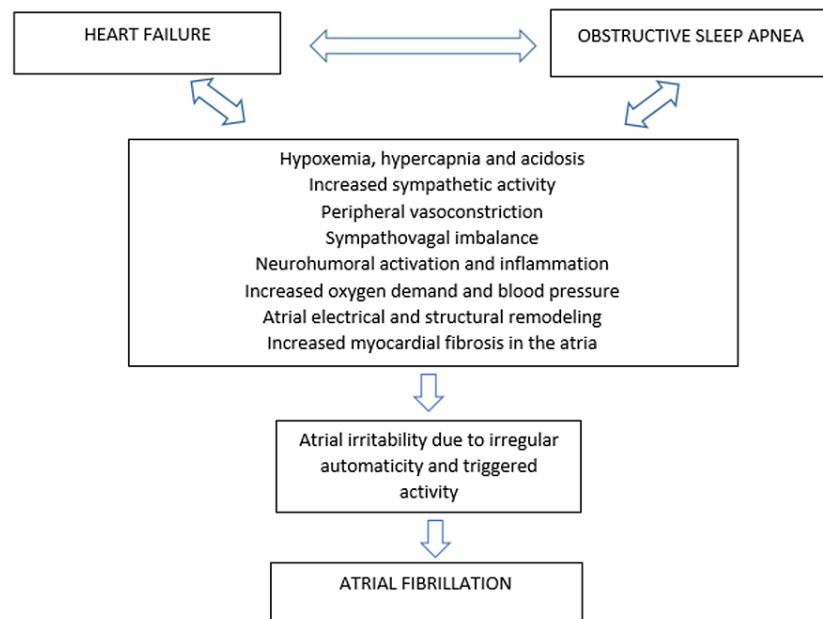 HEART FAILURE
OBSTRUCTIVE SLEEP APNEA
Hypoxemia, hypercapnia and acidosis
Increased sympathetic activity
Peripheral vasoconstriction
Sympathovagal imbalance
Neurohumoral activation and inflammation
Increased oxygen demand and blood pressure
Atrial electrical and structural remodeling
Increased myocardial fibrosis in the atria
Atrial irritability due to irregular
automaticity and triggered
activity
ATRIAL FIBRILLATION